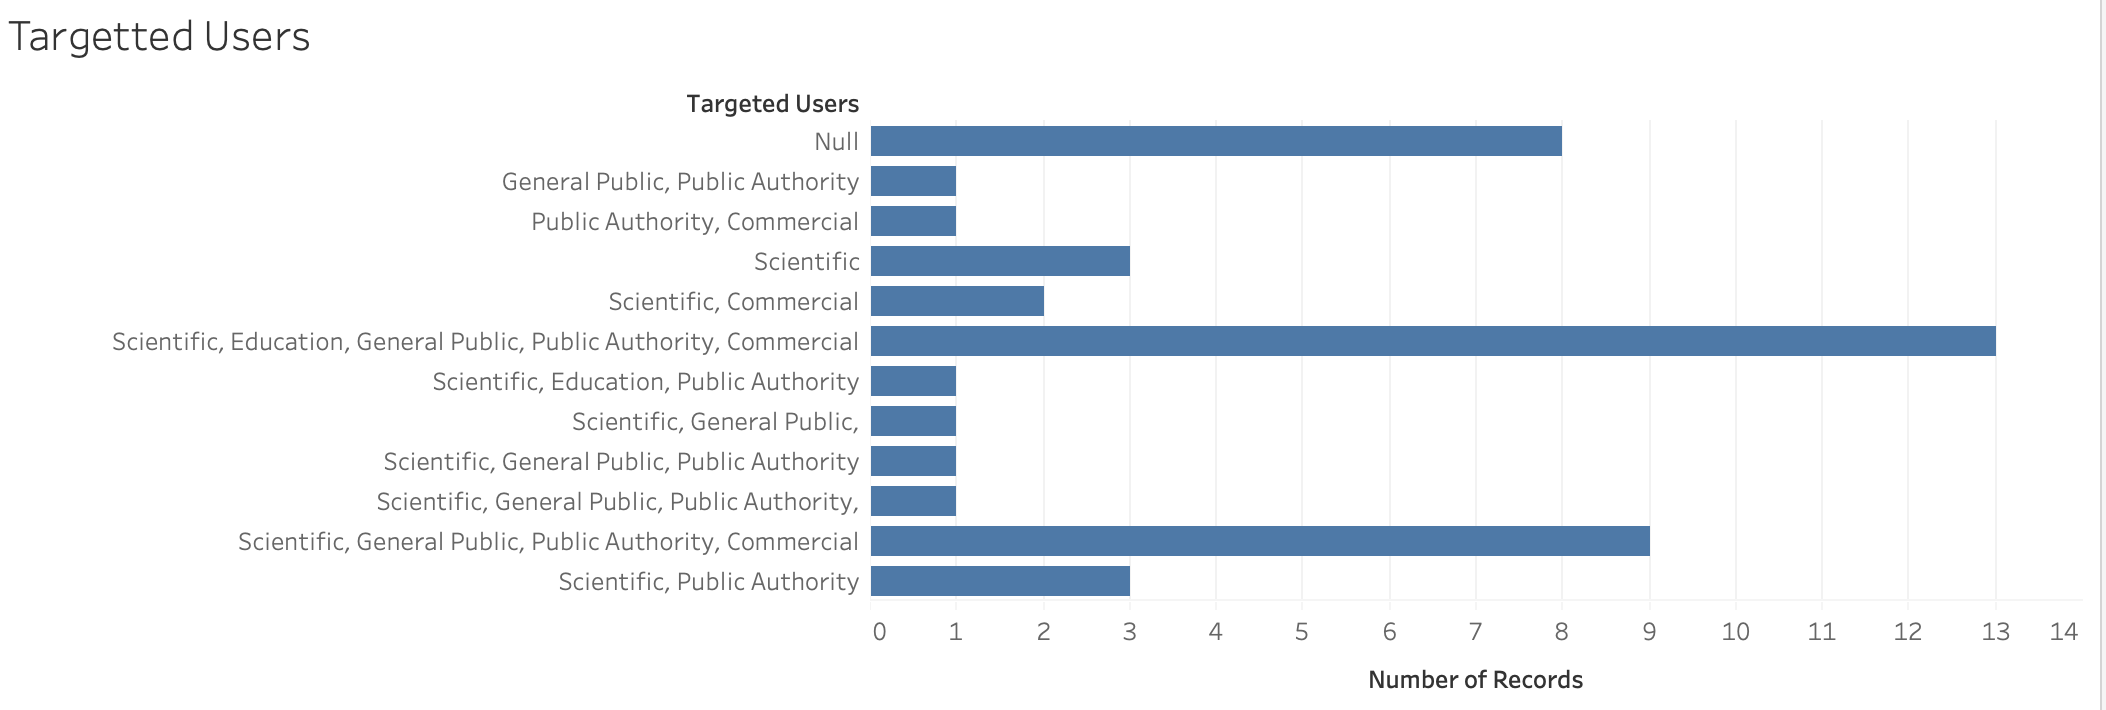 Targetted Users
Targeted Users
Null
General Public, Public Authority
Public Authority, Commercial
Scientific
Scientific, Commercial
Scientific, Education, General Public, Public Authority, Commercial
Scientific, Education, Public Authority
Scientific, General Public,
Scientific, General Public, Public Authority
Scientific, General Public, Public Authority,
Scientific, General Public, Public Authority, Commercial
Scientific, Public Authority
0 1 2 3 4 5 6 7 8 9 10 11 12 13 14
Number of Records